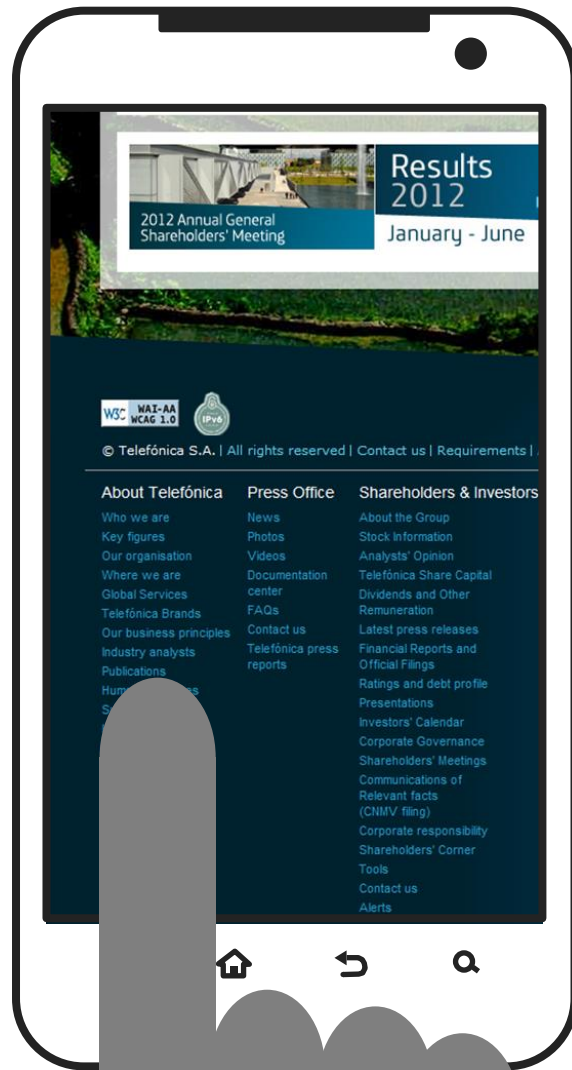 2012 Annual General
Shareholders' Meeting
Results
2012
January - June
W3C WAI-AA
WCAG 1.0
IPv6
© Telefónica S.A. | All rights reserved | Contact us | Requirements |
About Telefónica
Who we are
Key figures
Our organisation
Where we are
Global Services
Telefónica Brands
Our business principles
Industry analysts
Publications
Press Office
News
Photos
Videos
Documentation
center
FAQs
Contact us
Telefónica press
reports
Shareholders & Investors
About the Group
Stock Information
Analysts' Opinion
Telefónica Share Capital
Dividends and Other
Remuneration
Latest press releases
Financial Reports and
Official Filings
Ratings and debt profile
Presentations
Investors' Calendar
Corporate Governance
Shareholders' Meetings
Communications of
Relevant facts
(CNMV filing)
Corporate responsibility
Shareholders' Corner
Tools
Contact us
Alerts